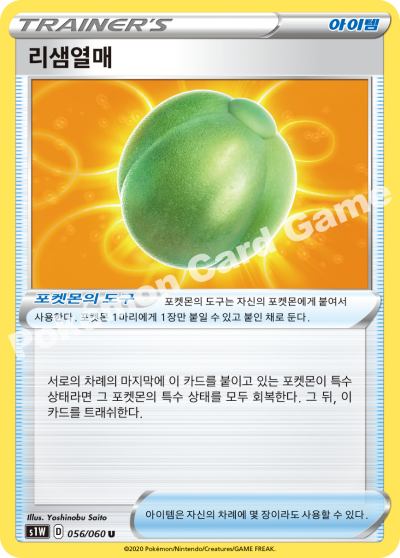 TRAINER'S
아이템
리샘열매
포켓몬의 도구 포켓몬의 도구는 자신의 포켓몬에게 붙여서
사용한다. 포켓몬 1마리에게 1장만 붙일 수 있고 붙인 채로 둔다.
서로의 차례의 마지막에 이 카드를 붙이고 있는 포켓몬이 특수
상태라면 그 포켓몬의 특수 상태를 모두 회복한다. 그 뒤, 이
카드를 트래쉬한다.
Illus. Yoshinobu Saito
s1W D 056/060 U
아이템은 자신의 차례에 몇 장이라도 사용할 수 있다.
©2020 Pokémon/Nintendo/Creatures/GAME FREAK.
Pokémon Card Game